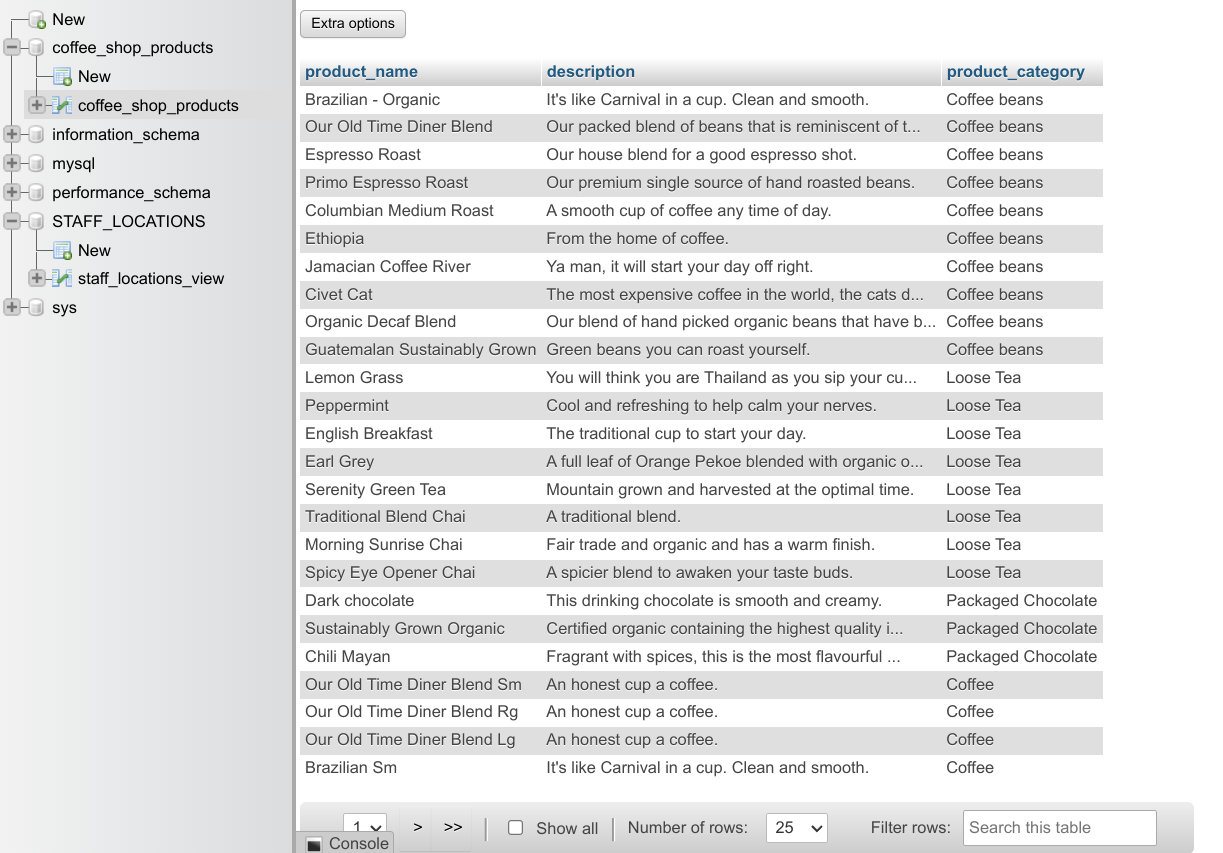 New
coffee_shop_products
New
coffee_shop_products
information_schema
mysql
performance_schema
STAFF_LOCATIONS
New
staff_locations_view
sys
Extra options
product_name description product_category
Brazilian - Organic It's like Carnival in a cup. Clean and smooth. Coffee beans
Our Old Time Diner Blend Our packed blend of beans that is reminiscent of t... Coffee beans
Espresso Roast Our house blend for a good espresso shot. Coffee beans
Primo Espresso Roast Our premium single source of hand roasted beans. Coffee beans
Columbian Medium Roast A smooth cup of coffee any time of day. Coffee beans
Ethiopia From the home of coffee. Coffee beans
Jamacian Coffee River Ya man, it will start your day off right. Coffee beans
Civet Cat The most expensive coffee in the world, the cats d... Coffee beans
Organic Decaf Blend Our blend of hand picked organic beans that have b... Coffee beans
Guatemalan Sustainably Grown Green beans you can roast yourself. Coffee beans
Lemon Grass You will think you are Thailand as you sip your cu... Loose Tea
Peppermint Cool and refreshing to help calm your nerves. Loose Tea
English Breakfast The traditional cup to start your day. Loose Tea
Earl Grey A full leaf of Orange Pekoe blended with organic o... Loose Tea
Serenity Green Tea Mountain grown and harvested at the optimal time. Loose Tea
Traditional Blend Chai A traditional blend. Loose Tea
Morning Sunrise Chai Fair trade and organic and has a warm finish. Loose Tea
Spicy Eye Opener Chai A spicier blend to awaken your taste buds. Loose Tea
Dark chocolate This drinking chocolate is smooth and creamy. Packaged Chocolate
Sustainably Grown Organic Certified organic containing the highest quality i... Packaged Chocolate
Chili Mayan Fragrant with spices, this is the most flavourful ... Packaged Chocolate
Our Old Time Diner Blend Sm An honest cup a coffee. Coffee
Our Old Time Diner Blend Rg An honest cup a coffee. Coffee
Our Old Time Diner Blend Lg An honest cup a coffee. Coffee
Brazilian Sm It's like Carnival in a cup. Clean and smooth. Coffee
1 > >> Show all Number of rows: 25 Filter rows: Search this table
Console